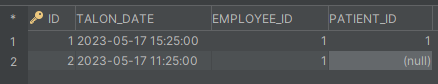 * ID TALON_DATE EMPLOYEE_ID PATIENT_ID
1 1 2023-05-17 15:25:00 1 1
2 2 2023-05-17 11:25:00 1 (null)